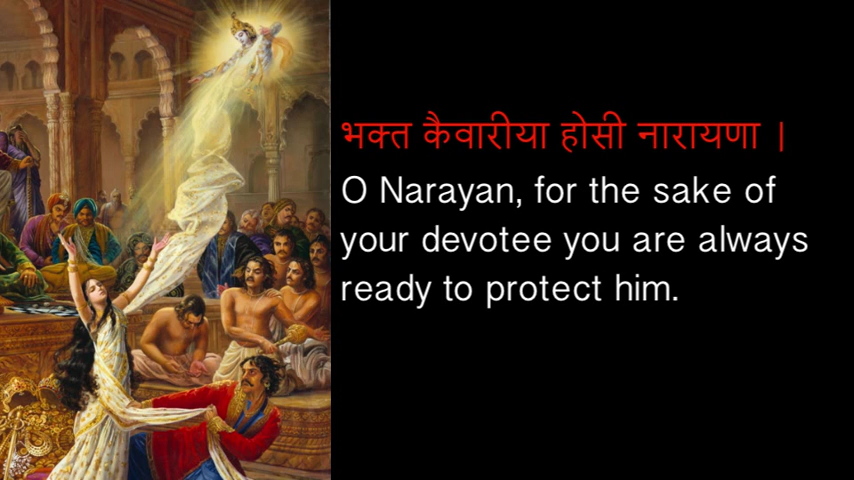 भक्त कैवारीया होसी नारायणा |
O Narayan, for the sake of
your devotee you are always
ready to protect him.